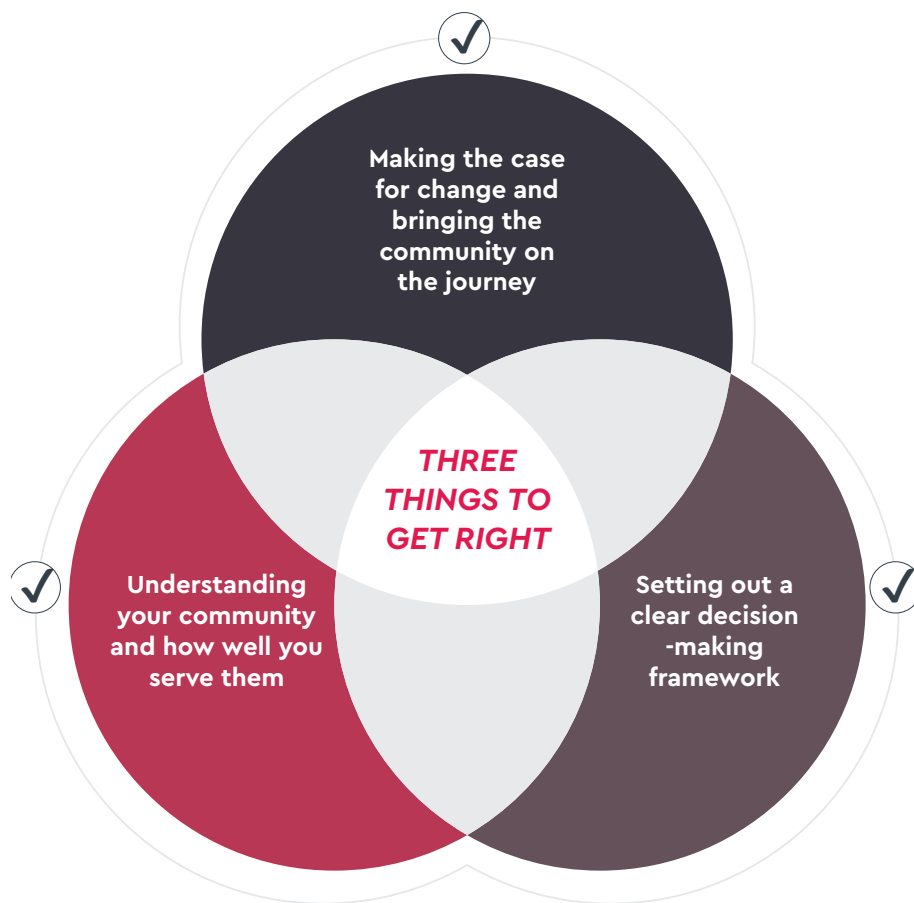 Making the case
for change and
bringing the
community on
the journey
THREE
THINGS TO
GET RIGHT
Understanding
your community
and how well you
serve them
Setting out a
clear decision
-making
framework